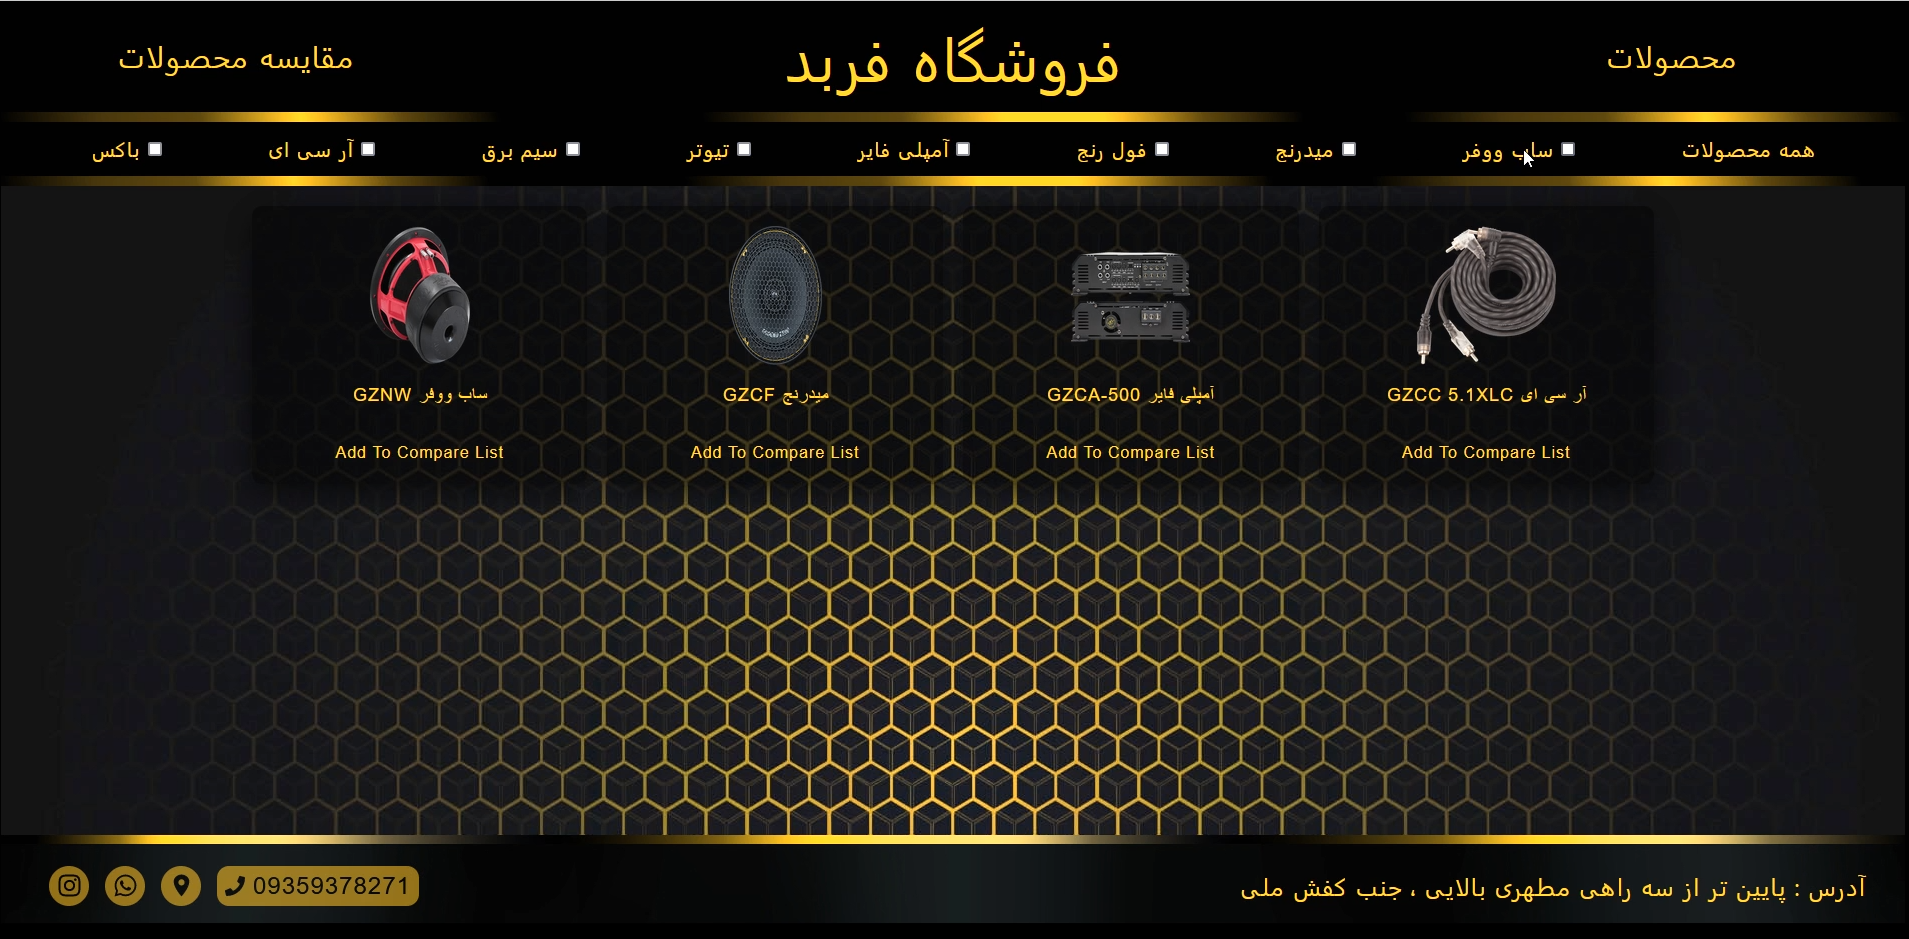 محصولات
فروشگاه فربد
مقایسه محصولات
همه محصولات
ساب ووفر
میدرنج
فول رنج
آمپلی فایر
تیوتر
سیم برق
آر سی ای
باکس
آر سی ای GZCC 5.1XLC
آمپلی فایر GZCA-500
میدرنج GZCF
ساب ووفر GZNW
Add To Compare List
Add To Compare List
Add To Compare List
Add To Compare List
آدرس : پایین تر از سه راهی مطهری بالایی ، جنب کفش ملی
09359378271